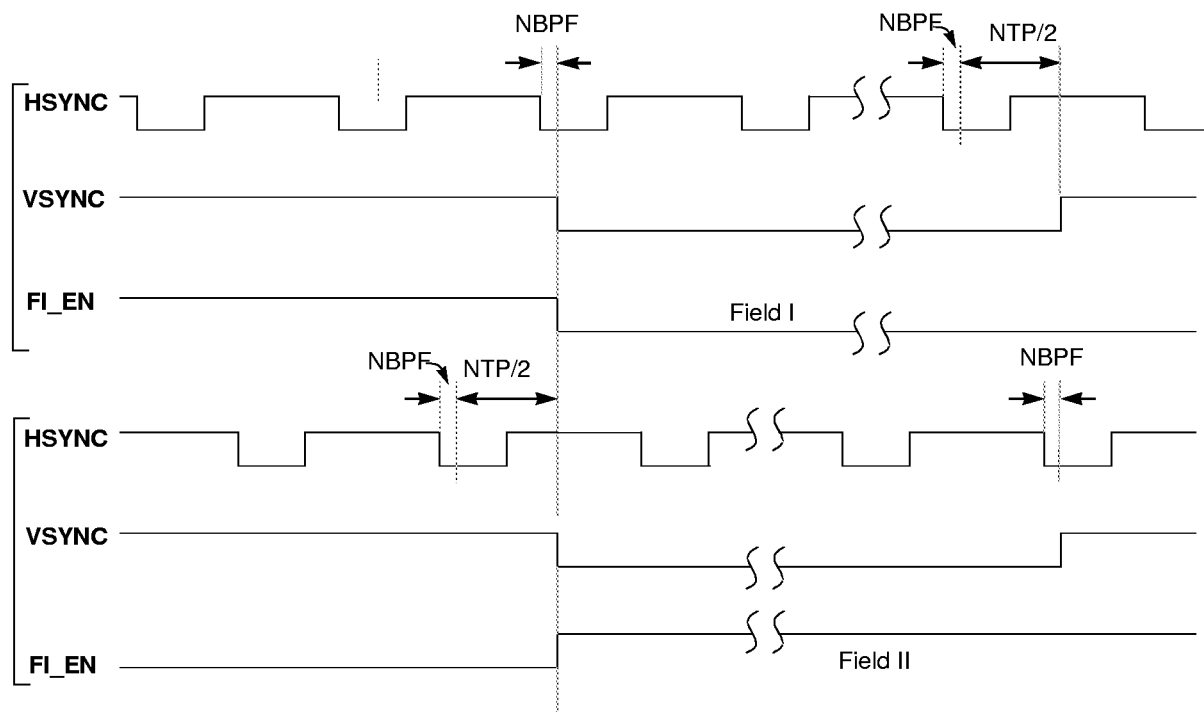 NBPF
NBPF
NTP/2
HSYNC
VSYNC
FI_EN
Field I
NBPF
NTP/2
NBPF
HSYNC
VSYNC
FI_EN
Field II